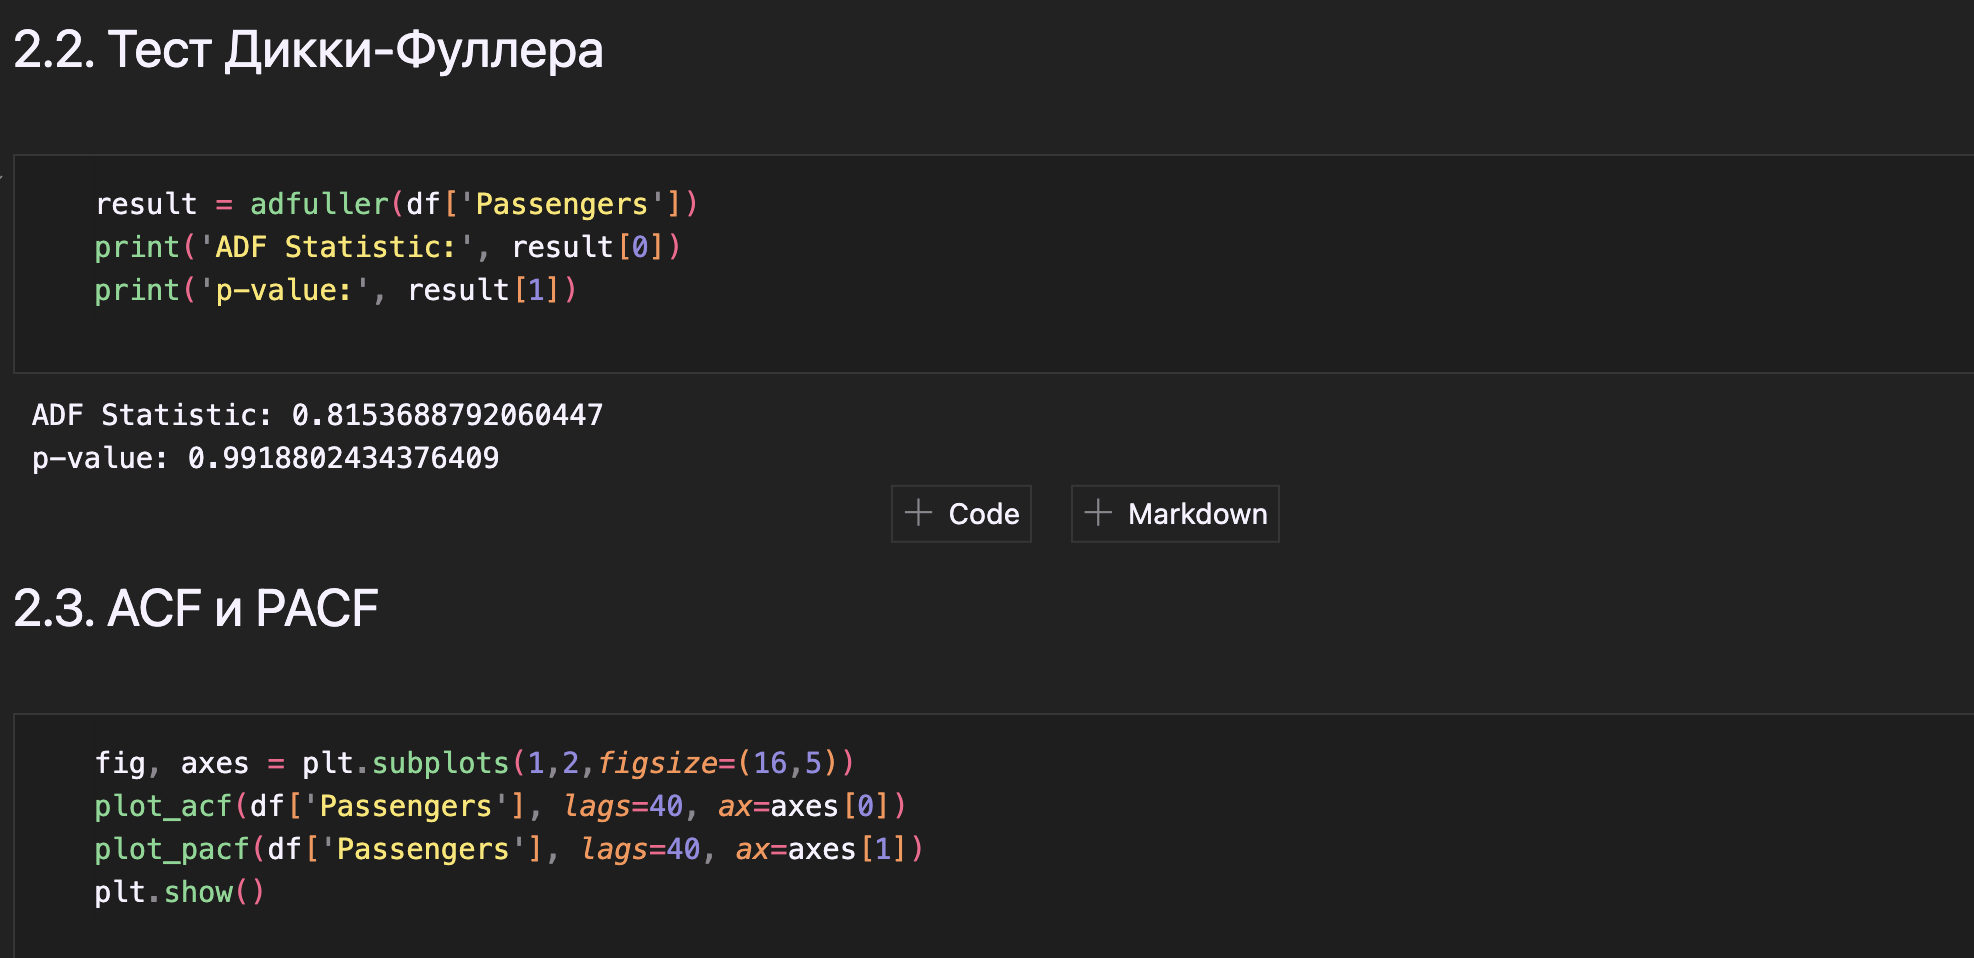 2.2. Тест Дикки-Фуллера
result = adfuller(df['Passengers'])
print('ADF Statistic:', result[0])
print('p-value:', result[1])
ADF Statistic: 0.8153688792060447
p-value: 0.9918802434376409
+ Code + Markdown
2.3. ACF и PACF
fig, axes = plt.subplots(1,2,figsize=(16,5))
plot_acf(df['Passengers'], lags=40, ax=axes[0])
plot_pacf(df['Passengers'], lags=40, ax=axes[1])
plt.show()